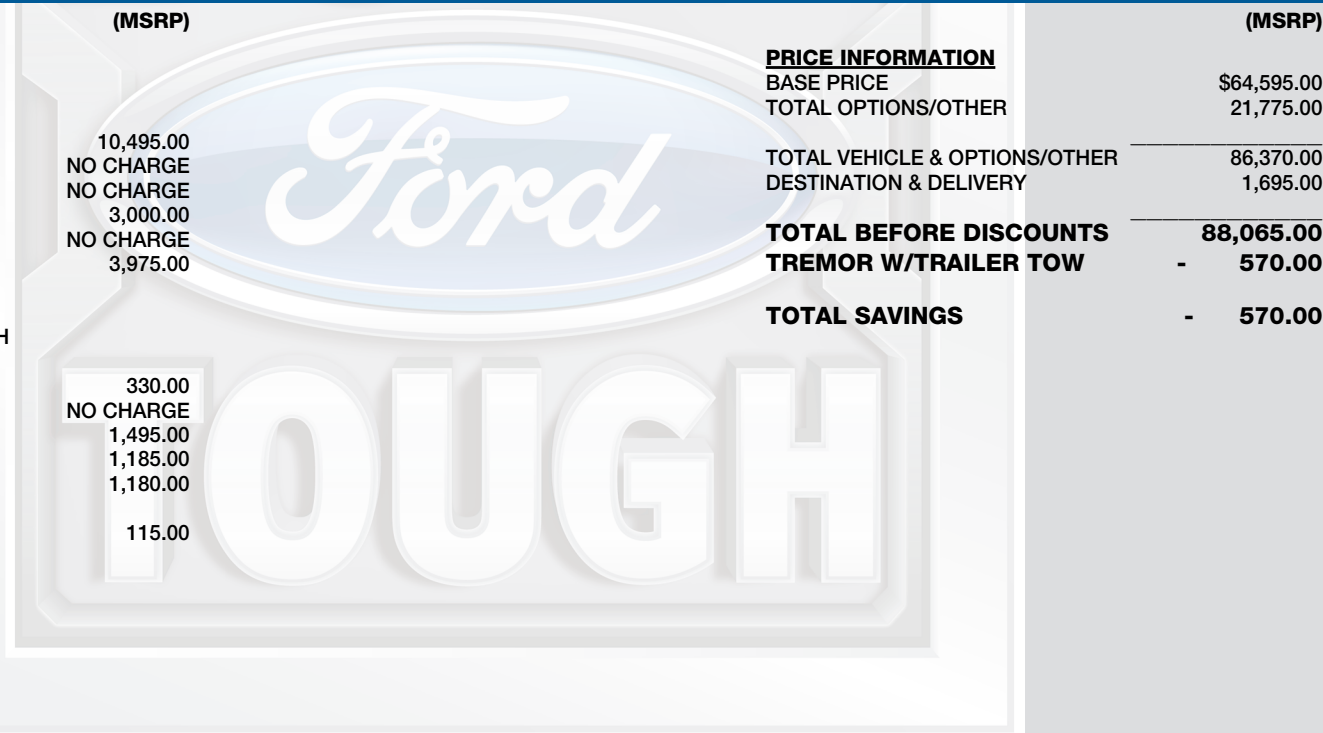 (MSRP)
10,495.00
NO CHARGE
NO CHARGE
3,000.00
NO CHARGE
3,975.00
H
330.00
NO CHARGE
1,495.00
1,185.00
1,180.00
115.00
Ford
TOUGH
(MSRP)
PRICE INFORMATION
BASE PRICE $64,595.00
TOTAL OPTIONS/OTHER 21,775.00
TOTAL VEHICLE & OPTIONS/OTHER 86,370.00
DESTINATION & DELIVERY 1,695.00
TOTAL BEFORE DISCOUNTS 88,065.00
TREMOR W/TRAILER TOW - 570.00
TOTAL SAVINGS - 570.00